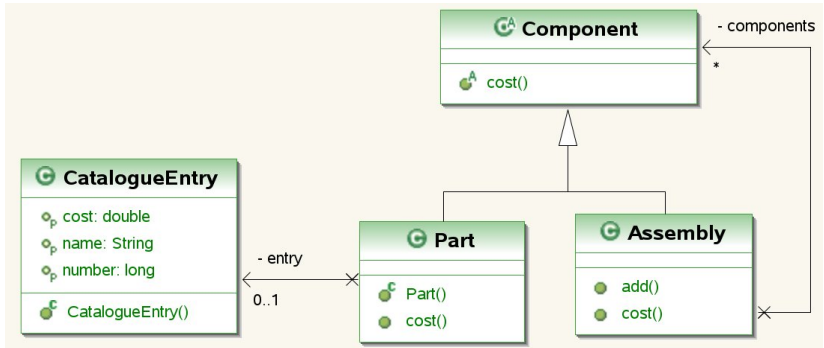 Component
cost()
- components
*
CatalogueEntry
cost: double
name: String
number: long
CatalogueEntry()
- entry
0..1
Part
Part()
cost()
Assembly
add()
cost()